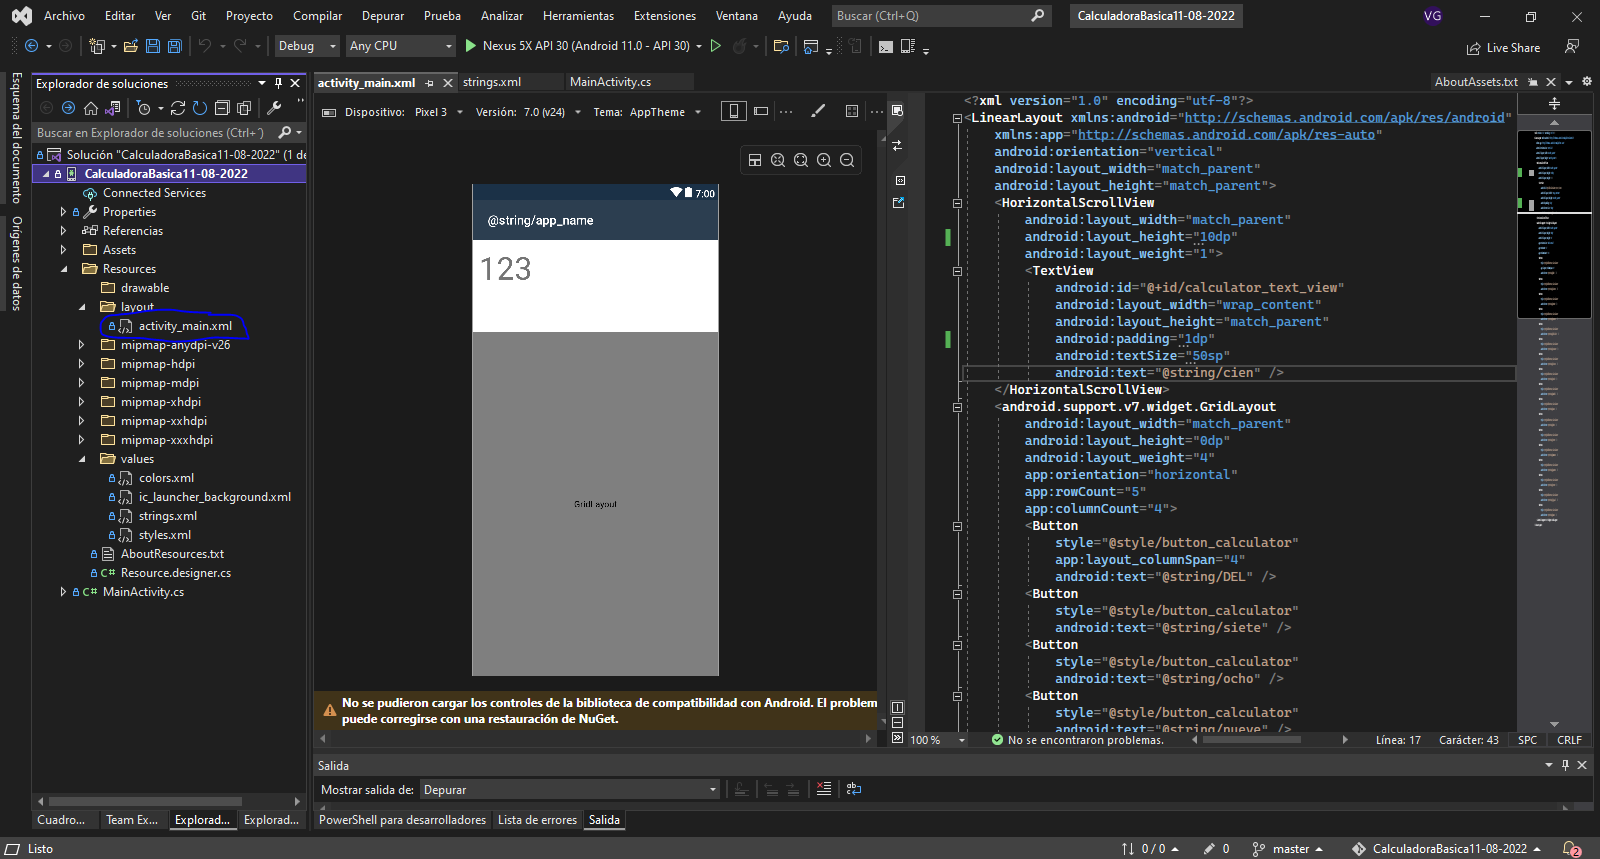 Archivo Editar Ver Git Proyecto Compilar Depurar Prueba Analizar Herramientas Extensiones Ventana Ayuda Buscar (Ctrl+Q) CalculadoraBasica11-08-2022 VG
Debug Any CPU Nexus 5X API 30 (Android 11.0 - API 30) Live Share
Esquema del documento
Orígenes de datos
Explorador de soluciones
Buscar en Explorador de soluciones (Ctrl+´)
Solución "CalculadoraBasica11-08-2022" (1 de
CalculadoraBasica11-08-2022
Connected Services
Properties
Referencias
Assets
Resources
drawable
layout
activity_main.xml
mipmap-anydpi-v26
mipmap-hdpi
mipmap-mdpi
mipmap-xhdpi
mipmap-xxhdpi
mipmap-xxxhdpi
values
colors.xml
ic_launcher_background.xml
strings.xml
styles.xml
AboutResources.txt
C# Resource.designer.cs
C# MainActivity.cs
Cuadro... Team Ex... Explorad... Explorad...
activity_main.xml strings.xml MainActivity.cs AboutAssets.txt
Dispositivo: Pixel 3 Versión: 7.0 (v24) Tema: AppTheme
7:00
@string/app_name
123
GridLayout
No se pudieron cargar los controles de la biblioteca de compatibilidad con Android. El problem
puede corregirse con una restauración de NuGet.
<?xml version="1.0" encoding="utf-8"?>
<LinearLayout xmlns:android="http://schemas.android.com/apk/res/android"
xmlns:app="http://schemas.android.com/apk/res-auto"
android:orientation="vertical"
android:layout_width="match_parent"
android:layout_height="match_parent">
<HorizontalScrollView
android:layout_width="match_parent"
android:layout_height="10dp"
android:layout_weight="1">
<TextView
android:id="@+id/calculator_text_view"
android:layout_width="wrap_content"
android:layout_height="match_parent"
android:padding="1dp"
android:textSize="50sp"
android:text="@string/cien" />
</HorizontalScrollView>
<android.support.v7.widget.GridLayout
android:layout_width="match_parent"
android:layout_height="0dp"
android:layout_weight="4"
app:orientation="horizontal"
app:rowCount="5"
app:columnCount="4">
<Button
style="@style/button_calculator"
app:layout_columnSpan="4"
android:text="@string/DEL" />
<Button
style="@style/button_calculator"
android:text="@string/siete" />
<Button
style="@style/button_calculator"
android:text="@string/ocho" />
<Button
style="@style/button_calculator"
android:text="@string/nueve" />
100 % No se encontraron problemas. Línea: 17 Carácter: 43 SPC CRLF
Salida
Mostrar salida de: Depurar
PowerShell para desarrolladores Lista de errores Salida
Listo 0 / 0 0 master CalculadoraBasica11-08-2022 2